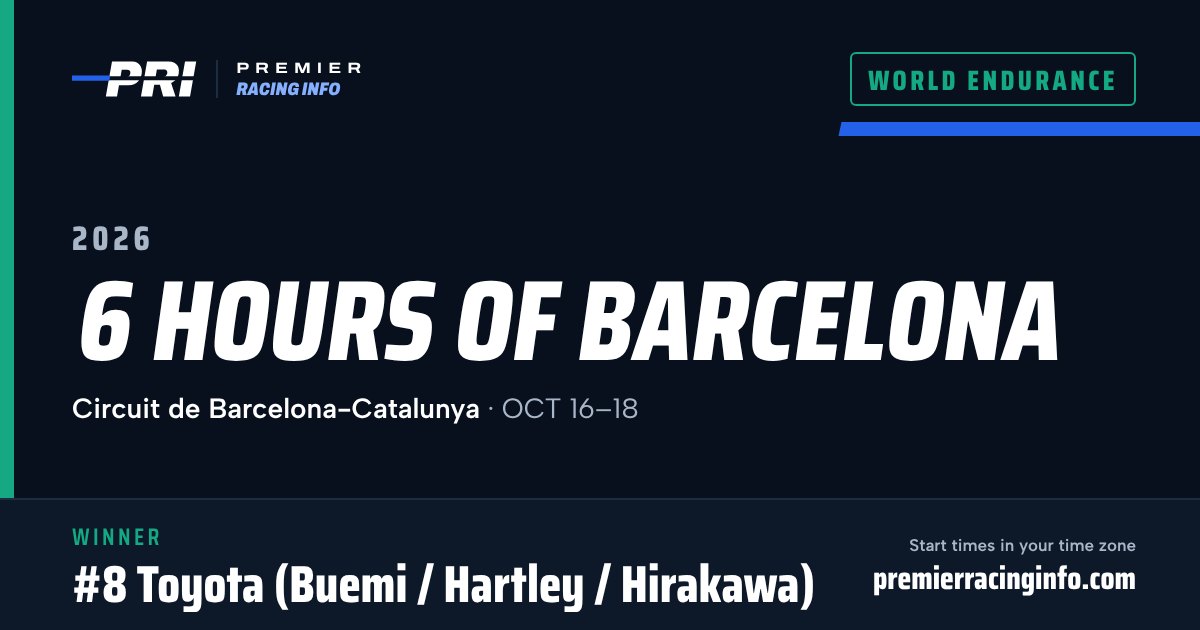 PRI
PREMIER
RACING INFO
WORLD ENDURANCE
2026
6 HOURS OF BARCELONA
Circuit de Barcelona-Catalunya · OCT 16–18
WINNER
#8 Toyota (Buemi / Hartley / Hirakawa)
Start times in your time zone
premierracinginfo.com